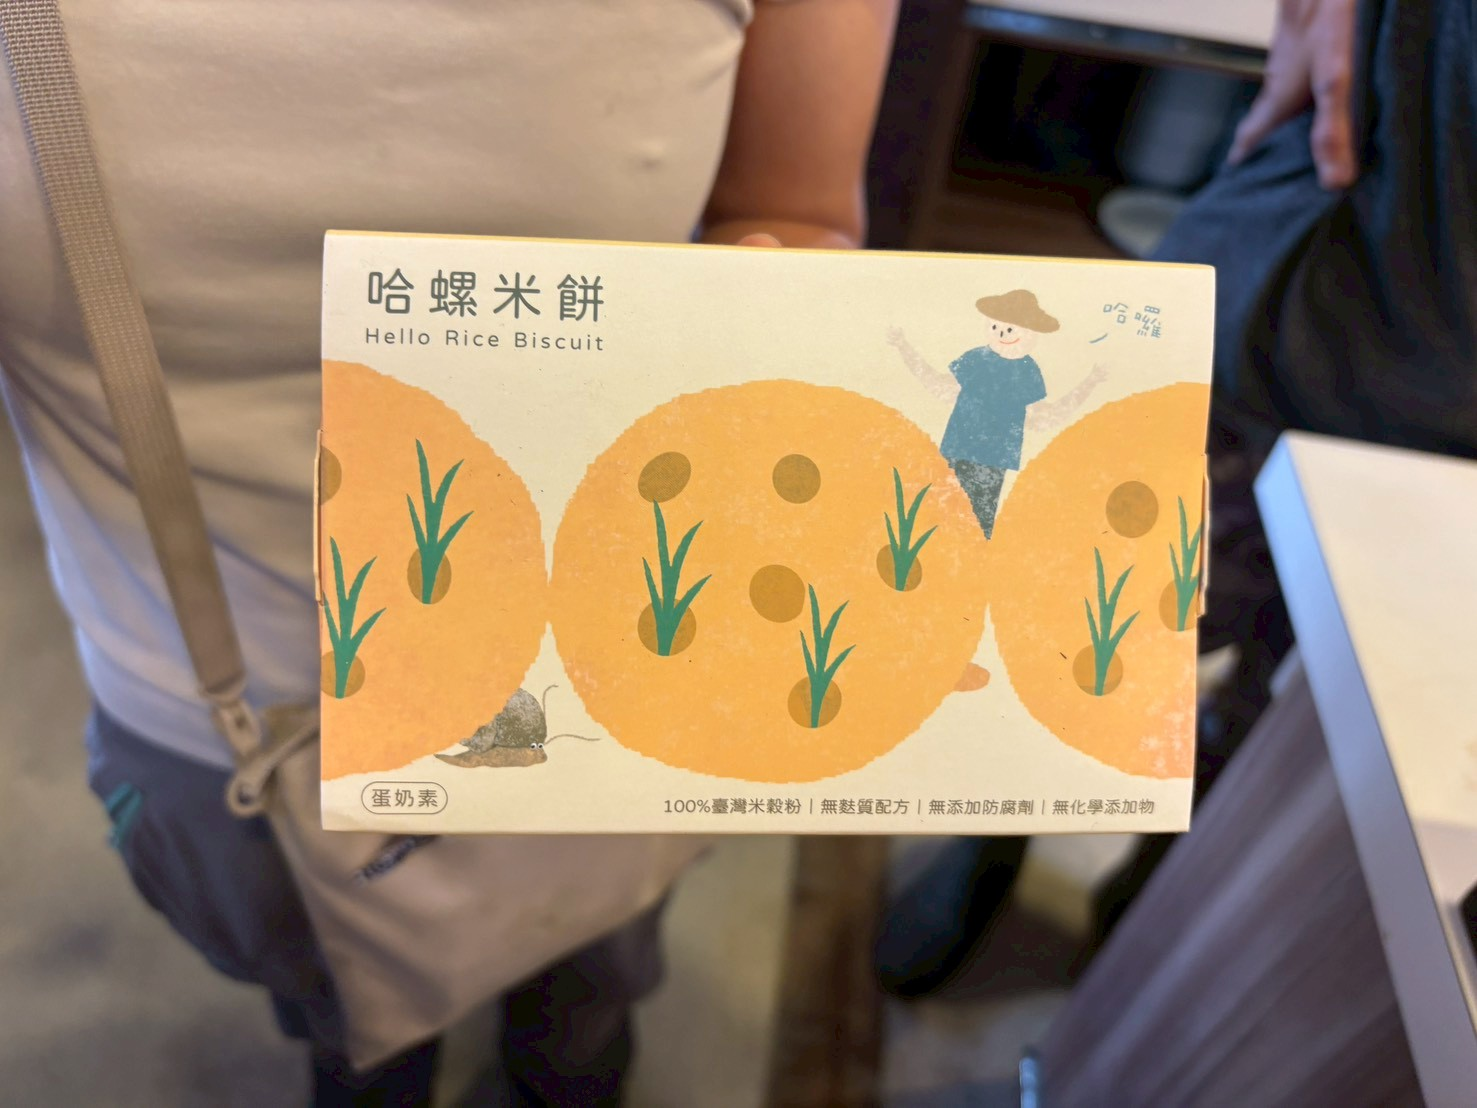 哈螺米餅
Hello Rice Biscuit
哈囉
蛋奶素
100%臺灣米穀粉 | 無麩質配方 | 無添加防腐劑 | 無化學添加物